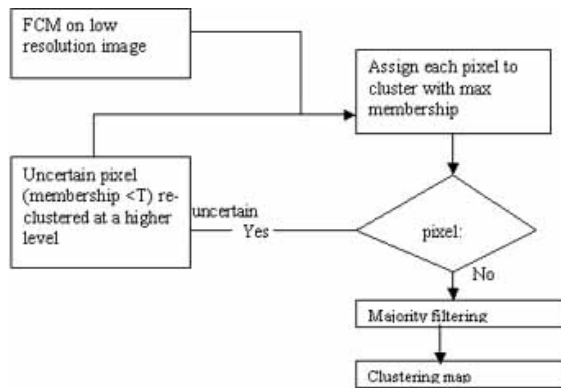 FCM on low
resolution image
Assign each pixel to
cluster with max
membership
Uncertain pixel
(membership <T) re-
clustered at a higher
level
uncertain
Yes
pixel:
No
Majority filtering
Clustering map